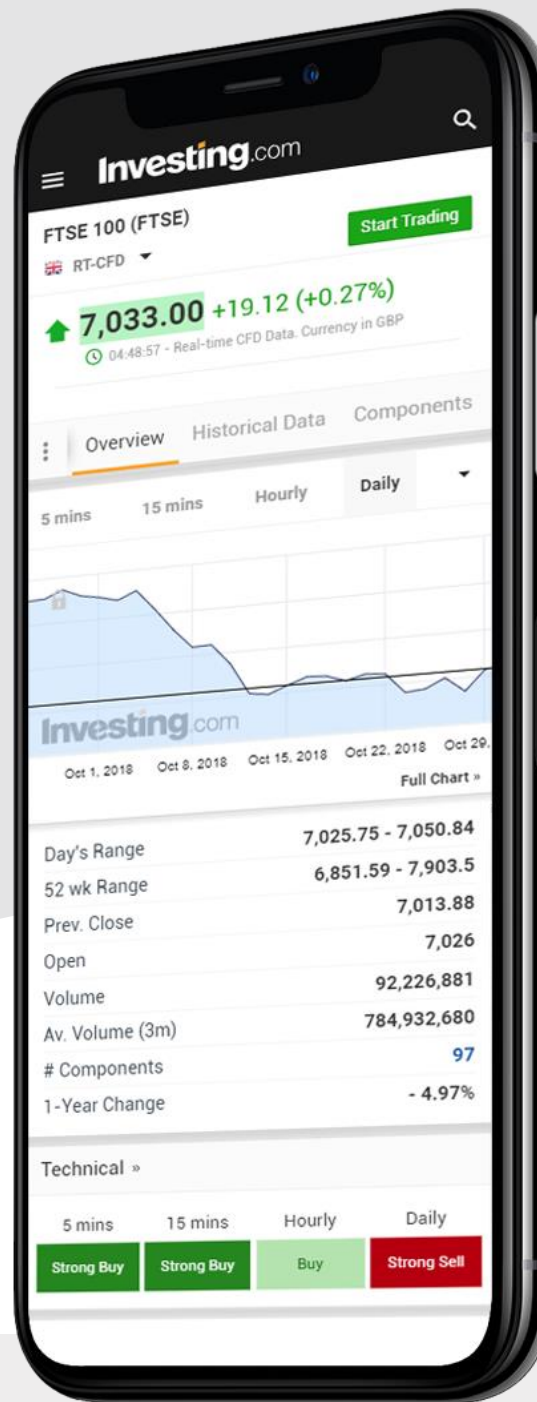 Investing.com
FTSE 100 (FTSE)
Start Trading
RT-CFD
7,033.00 +19.12 (+0.27%)
04:48:57 - Real-time CFD Data. Currency in GBP
Overview Historical Data Components
5 mins 15 mins Hourly Daily
Investing.com
Oct 1, 2018 Oct 8, 2018 Oct 15, 2018 Oct 22, 2018 Oct 29,
Full Chart »
Day's Range 7,025.75 - 7,050.84
52 wk Range 6,851.59 - 7,903.5
Prev. Close 7,013.88
Open 7,026
Volume 92,226,881
Av. Volume (3m) 784,932,680
# Components 97
1-Year Change - 4.97%
Technical »
5 mins 15 mins Hourly Daily
Strong Buy Strong Buy Buy Strong Sell